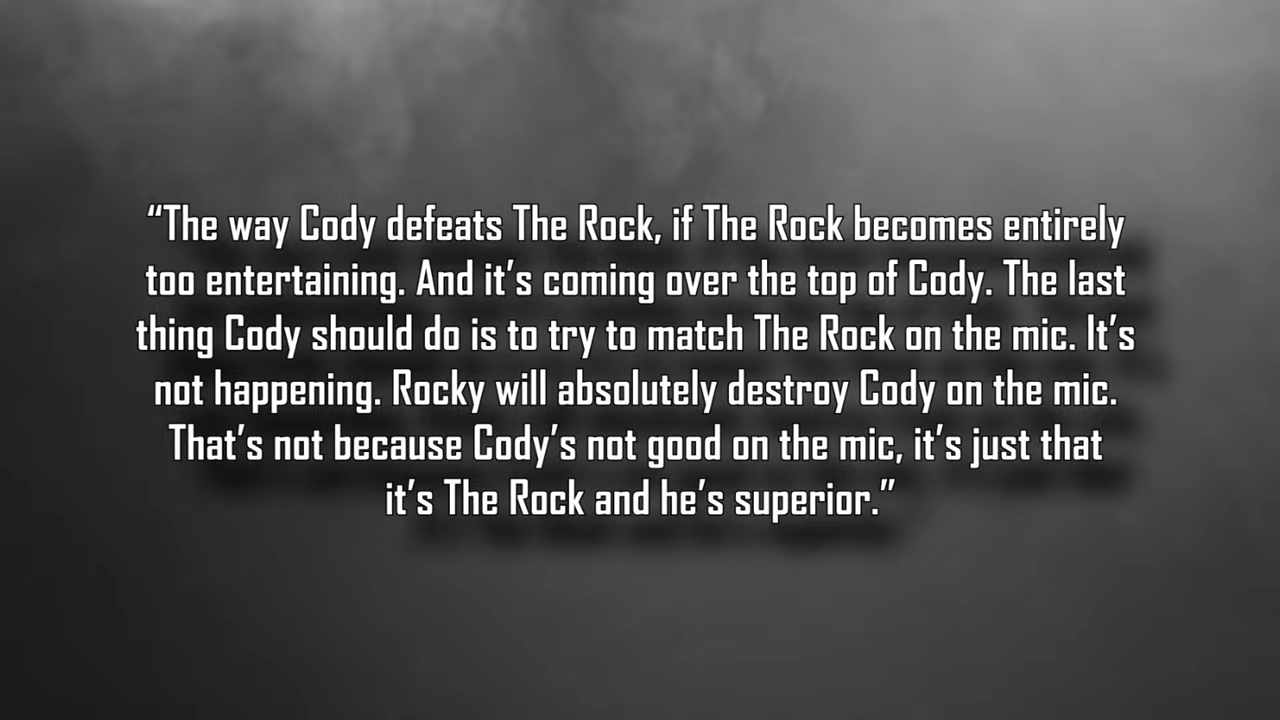 “The way Cody defeats The Rock, if The Rock becomes entirely
too entertaining. And it’s coming over the top of Cody. The last
thing Cody should do is to try to match The Rock on the mic. It’s
not happening. Rocky will absolutely destroy Cody on the mic.
That’s not because Cody’s not good on the mic, it’s just that
it’s The Rock and he’s superior.”